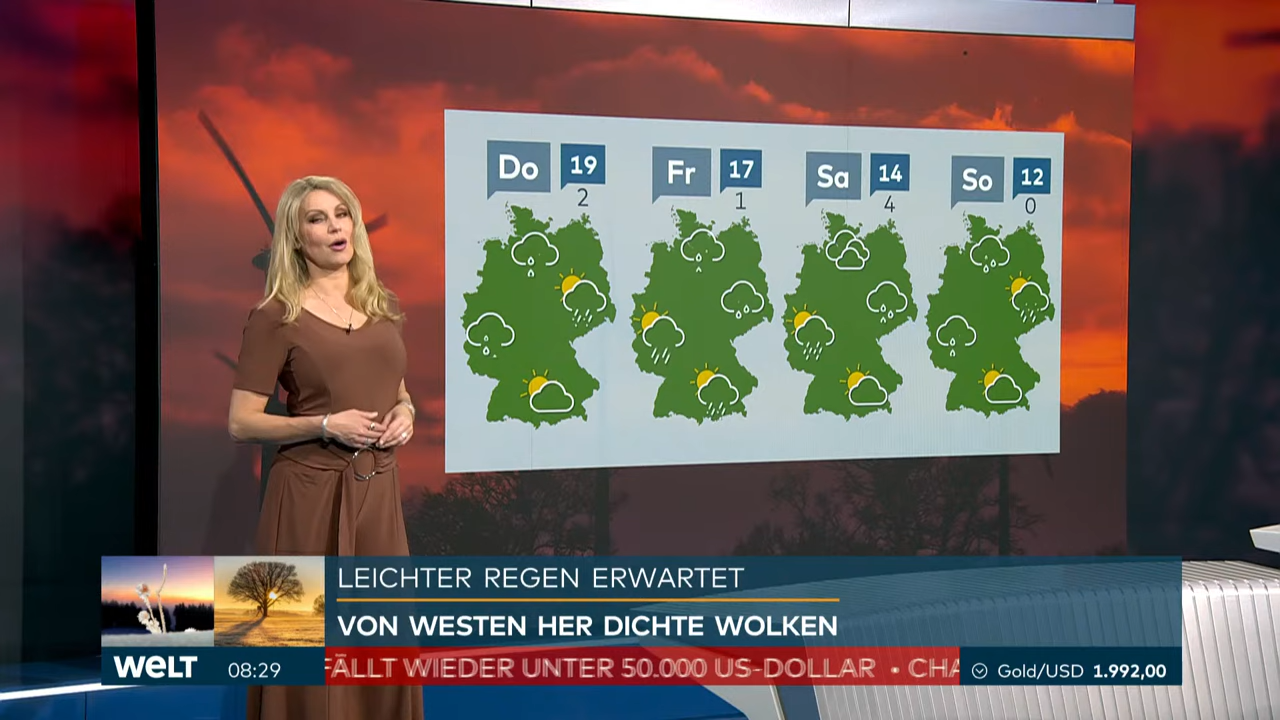 Do 19
2
Fr 17
1
Sa 14
4
So 12
0
LEICHTER REGEN ERWARTET
VON WESTEN HER DICHTE WOLKEN
WELT 08:29 FÄLLT WIEDER UNTER 50.000 US-DOLLAR • CHA Gold/USD 1.992,00